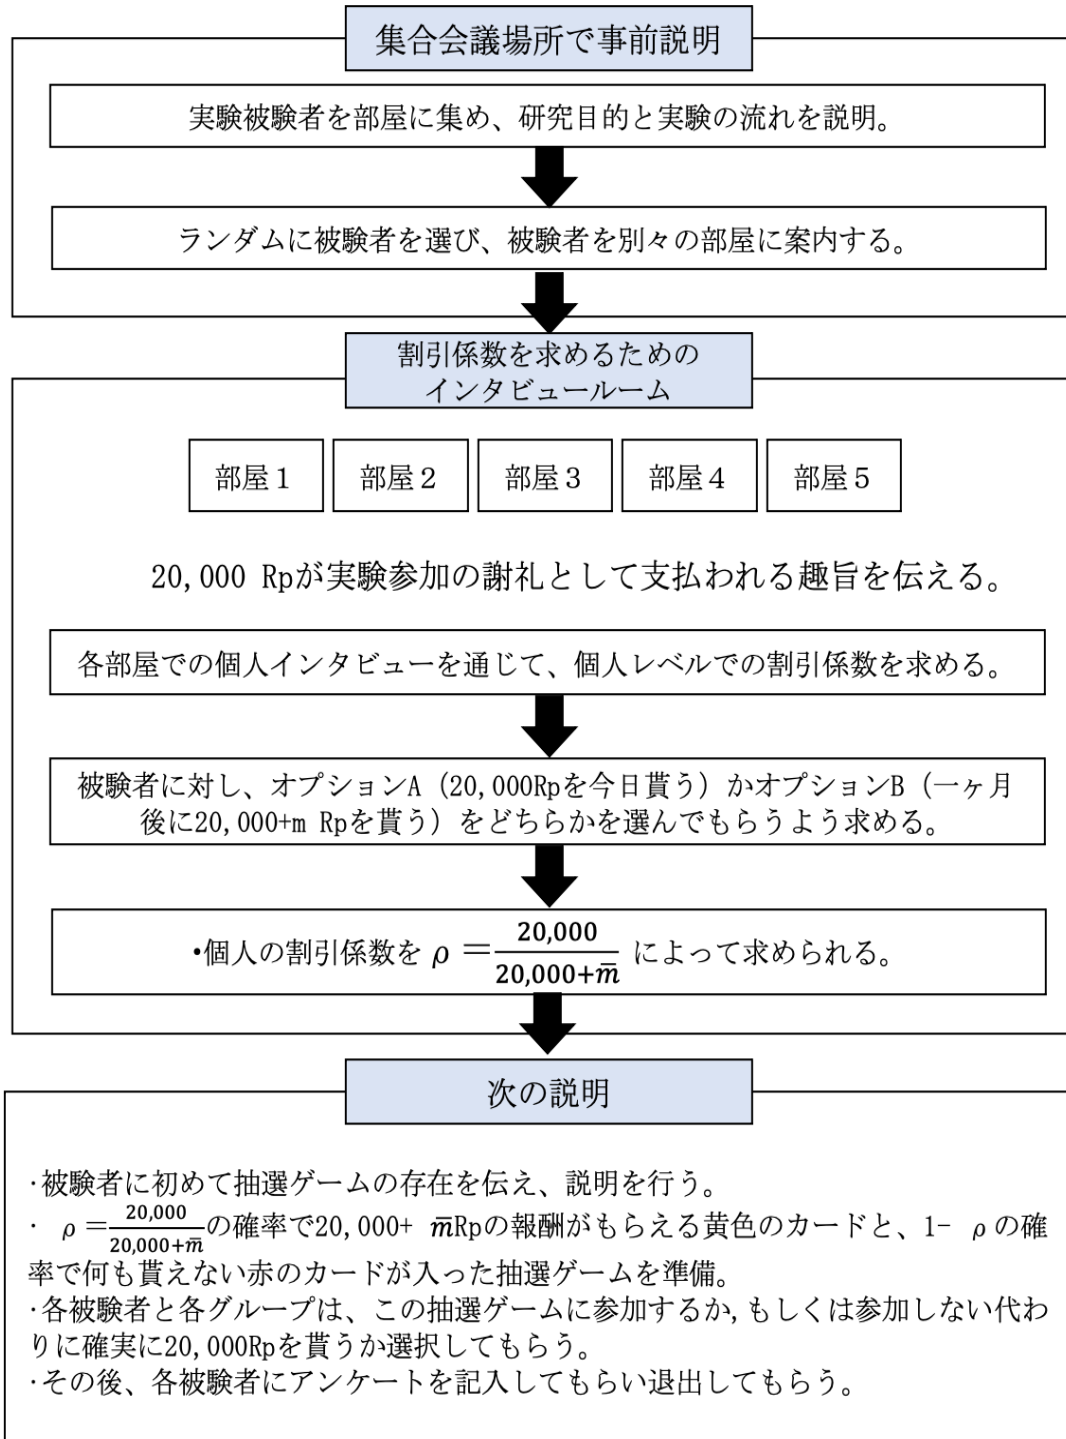 集合会議場所で事前説明
実験被験者を部屋に集め、研究目的と実験の流れを説明。
ランダムに被験者を選び、被験者を別々の部屋に案内する。
割引係数を求めるための
インタビュールーム
部屋１ 部屋２ 部屋３ 部屋４ 部屋５
20,000 Rpが実験参加の謝礼として支払われる趣旨を伝える。
各部屋での個人インタビューを通じて、個人レベルでの割引係数を求める。
被験者に対し、オプションA（20,000Rpを今日貰う）かオプションB（一ヶ月
後に20,000+m Rpを貰う）をどちらかを選んでもらうよう求める。
・個人の割引係数を ρ＝20,000/(20,000+m̄) によって求められる。
次の説明
・被験者に初めて抽選ゲームの存在を伝え、説明を行う。
・ ρ＝20,000/(20,000+m̄)の確率で20,000+ m̄Rpの報酬がもらえる黄色のカードと、1- ρの確
率で何も貰えない赤のカードが入った抽選ゲームを準備。
・各被験者と各グループは、この抽選ゲームに参加するか,もしくは参加しない代わ
りに確実に20,000Rpを貰うか選択してもらう。
・その後、各被験者にアンケートを記入してもらい退出してもらう。